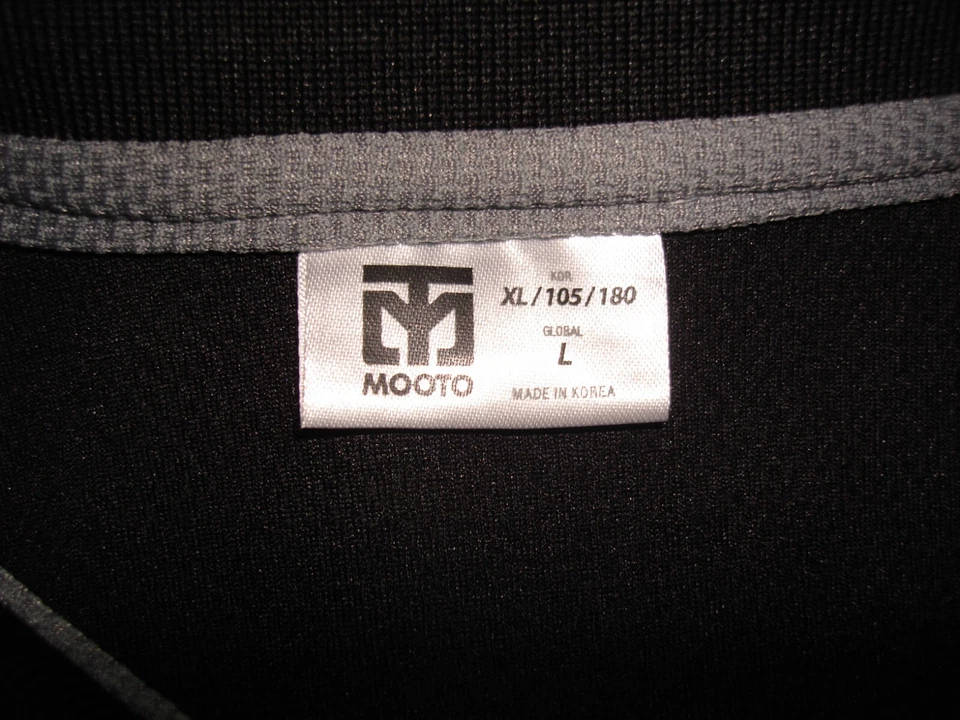 MOOTO
KOR
XL/105/180
GLOBAL
L
MADE IN KOREA